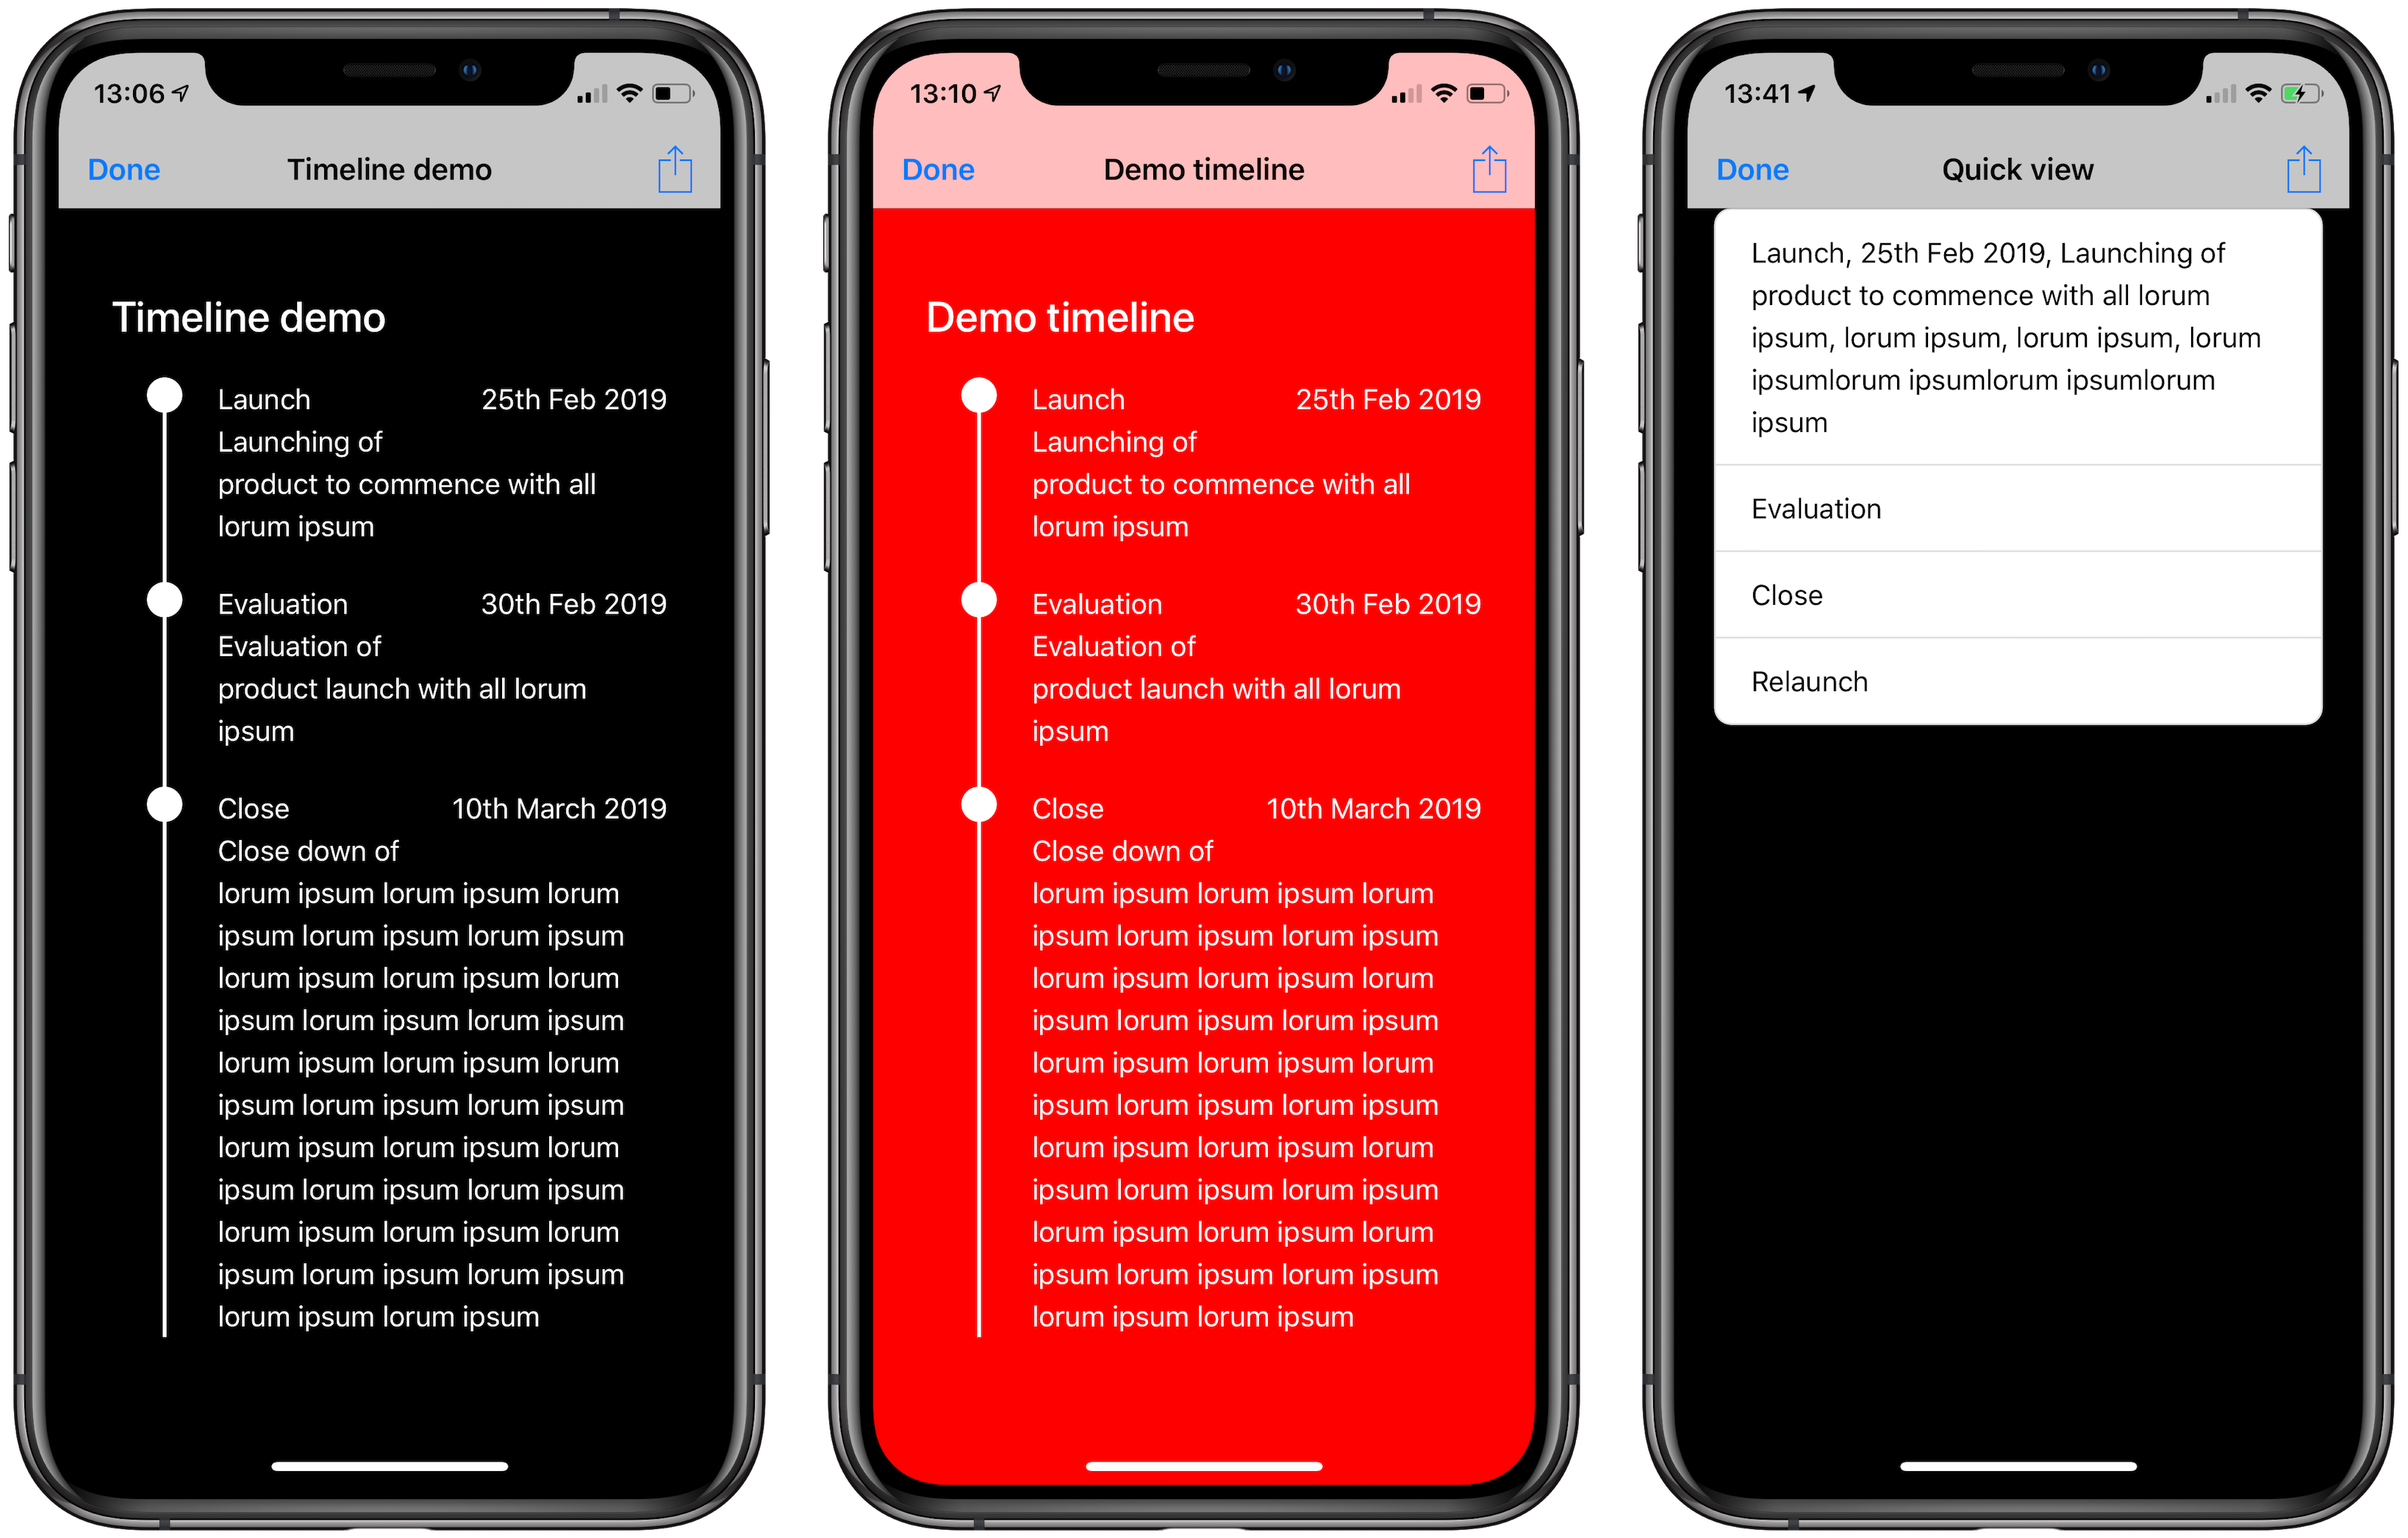 13:06
Done
Timeline demo
Timeline demo
Launch 25th Feb 2019
Launching of
product to commence with all
lorum ipsum
Evaluation 30th Feb 2019
Evaluation of
product launch with all lorum
ipsum
Close 10th March 2019
Close down of
lorum ipsum lorum ipsum lorum
ipsum lorum ipsum lorum ipsum
lorum ipsum lorum ipsum lorum
ipsum lorum ipsum lorum ipsum
lorum ipsum lorum ipsum lorum
ipsum lorum ipsum lorum ipsum
lorum ipsum lorum ipsum lorum
ipsum lorum ipsum lorum ipsum
lorum ipsum lorum ipsum lorum
ipsum lorum ipsum lorum ipsum
lorum ipsum lorum ipsum
13:10
Done
Demo timeline
Demo timeline
Launch 25th Feb 2019
Launching of
product to commence with all
lorum ipsum
Evaluation 30th Feb 2019
Evaluation of
product launch with all lorum
ipsum
Close 10th March 2019
Close down of
lorum ipsum lorum ipsum lorum
ipsum lorum ipsum lorum ipsum
lorum ipsum lorum ipsum lorum
ipsum lorum ipsum lorum ipsum
lorum ipsum lorum ipsum lorum
ipsum lorum ipsum lorum ipsum
lorum ipsum lorum ipsum lorum
ipsum lorum ipsum lorum ipsum
lorum ipsum lorum ipsum lorum
ipsum lorum ipsum lorum ipsum
lorum ipsum lorum ipsum
13:41
Done
Quick view
Launch, 25th Feb 2019, Launching of
product to commence with all lorum
ipsum, lorum ipsum, lorum ipsum, lorum
ipsumlorum ipsumlorum ipsumlorum
ipsum
Evaluation
Close
Relaunch